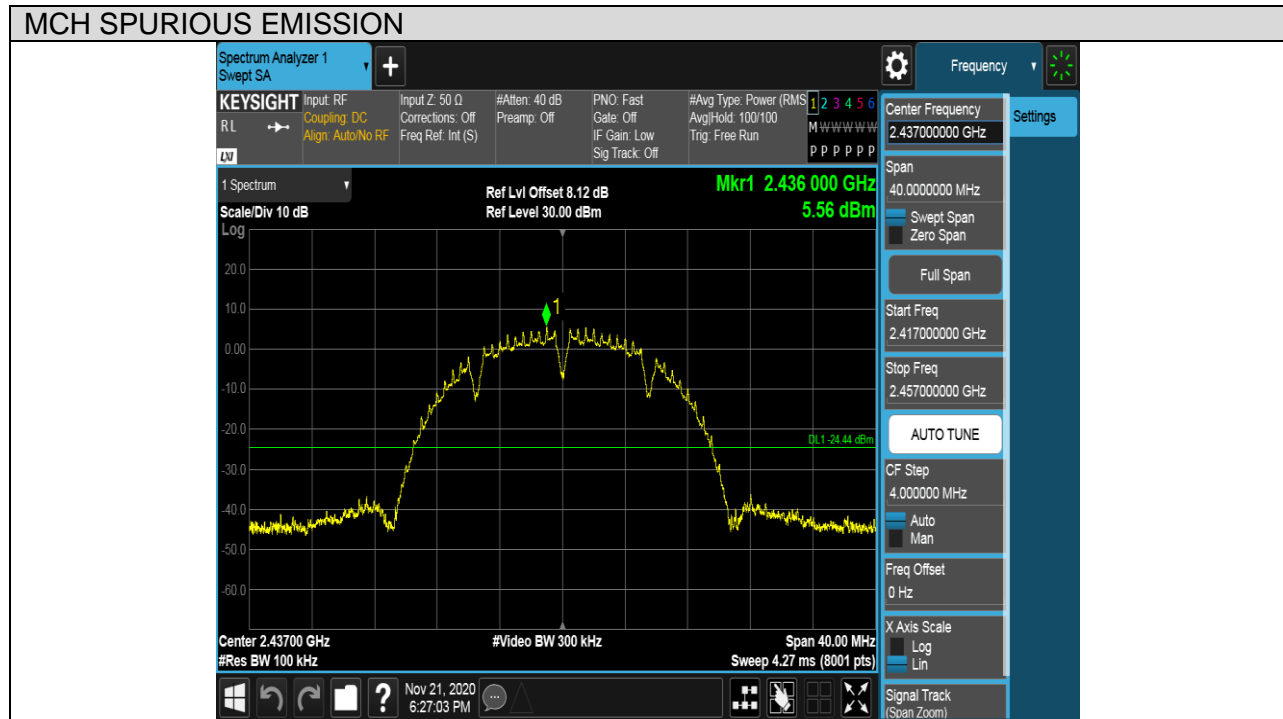 MCH SPURIOUS EMISSION
Spectrum Analyzer 1
Swept SA
+
Frequency
KEYSIGHT
RL
LXI
Input: RF
Coupling: DC
Align: Auto/No RF
Input Z: 50 Ω
Corrections: Off
Freq Ref: Int (S)
#Atten: 40 dB
Preamp: Off
PNO: Fast
Gate: Off
IF Gain: Low
Sig Track: Off
#Avg Type: Power (RMS
Avg|Hold: 100/100
Trig: Free Run
1 2 3 4 5 6
M W W W W W
P P P P P P
1 Spectrum
Scale/Div 10 dB
Log
Ref Lvl Offset 8.12 dB
Ref Level 30.00 dBm
Mkr1 2.436 000 GHz
5.56 dBm
20.0
10.0
1
0.00
-10.0
-20.0
DL1 -24.44 dBm
-30.0
-40.0
-50.0
-60.0
Center 2.43700 GHz
#Res BW 100 kHz
#Video BW 300 kHz
Span 40.00 MHz
Sweep 4.27 ms (8001 pts)
Center Frequency
2.437000000 GHz
Settings
Span
40.0000000 MHz
Swept Span
Zero Span
Full Span
Start Freq
2.417000000 GHz
Stop Freq
2.457000000 GHz
AUTO TUNE
CF Step
4.000000 MHz
Auto
Man
Freq Offset
0 Hz
X Axis Scale
Log
Lin
Signal Track
(Span Zoom)
?
Nov 21, 2020
6:27:03 PM